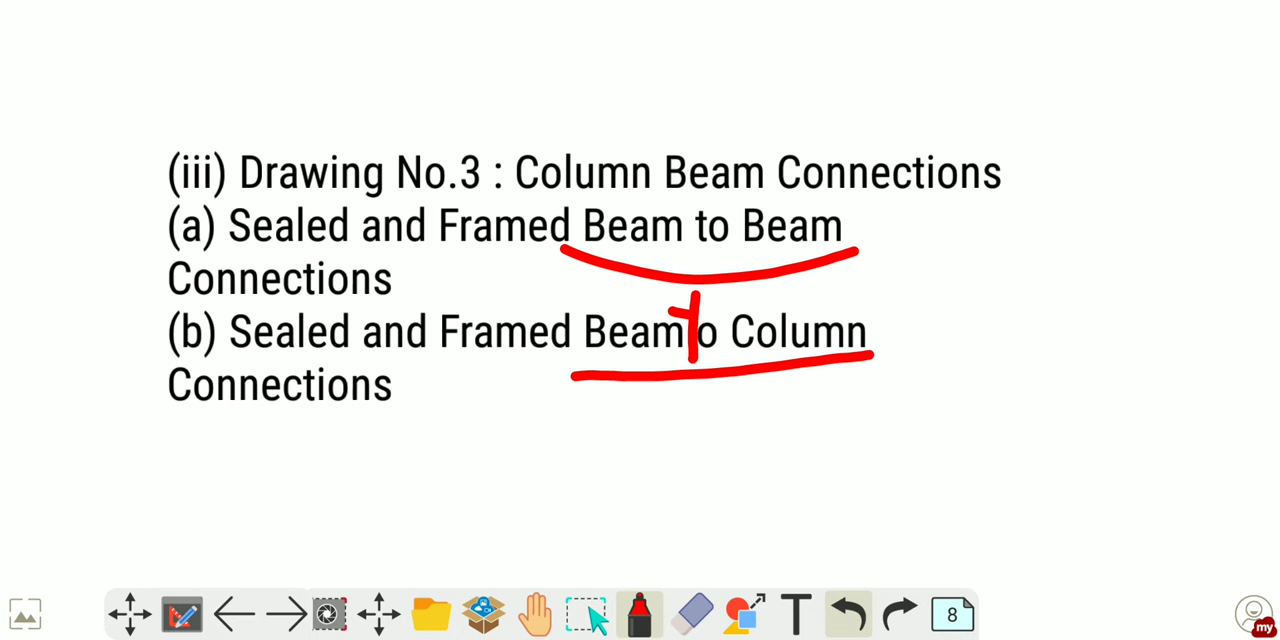 (iii) Drawing No.3 : Column Beam Connections
(a) Sealed and Framed Beam to Beam
Connections
(b) Sealed and Framed Beam to Column
Connections
T
8
my